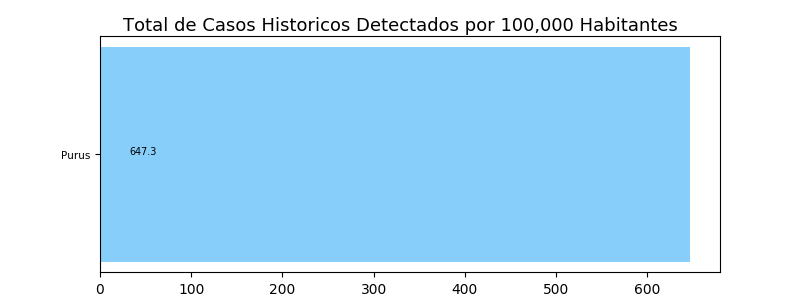 Total de Casos Historicos Detectados por 100,000 Habitantes
Purus
647.3
0 100 200 300 400 500 600